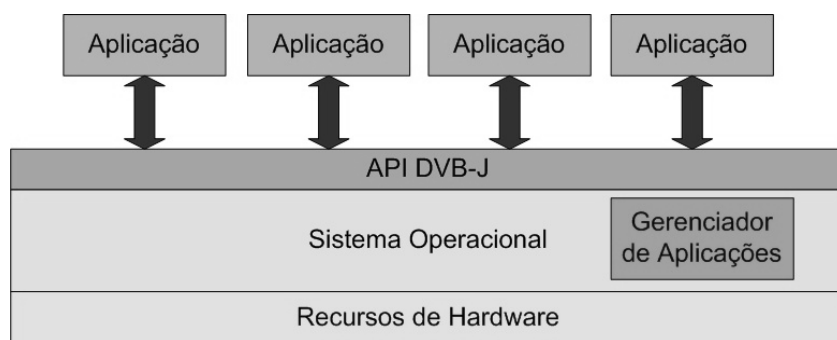 Aplicação
Aplicação
Aplicação
Aplicação
API DVB-J
Sistema Operacional
Gerenciador
de Aplicações
Recursos de Hardware